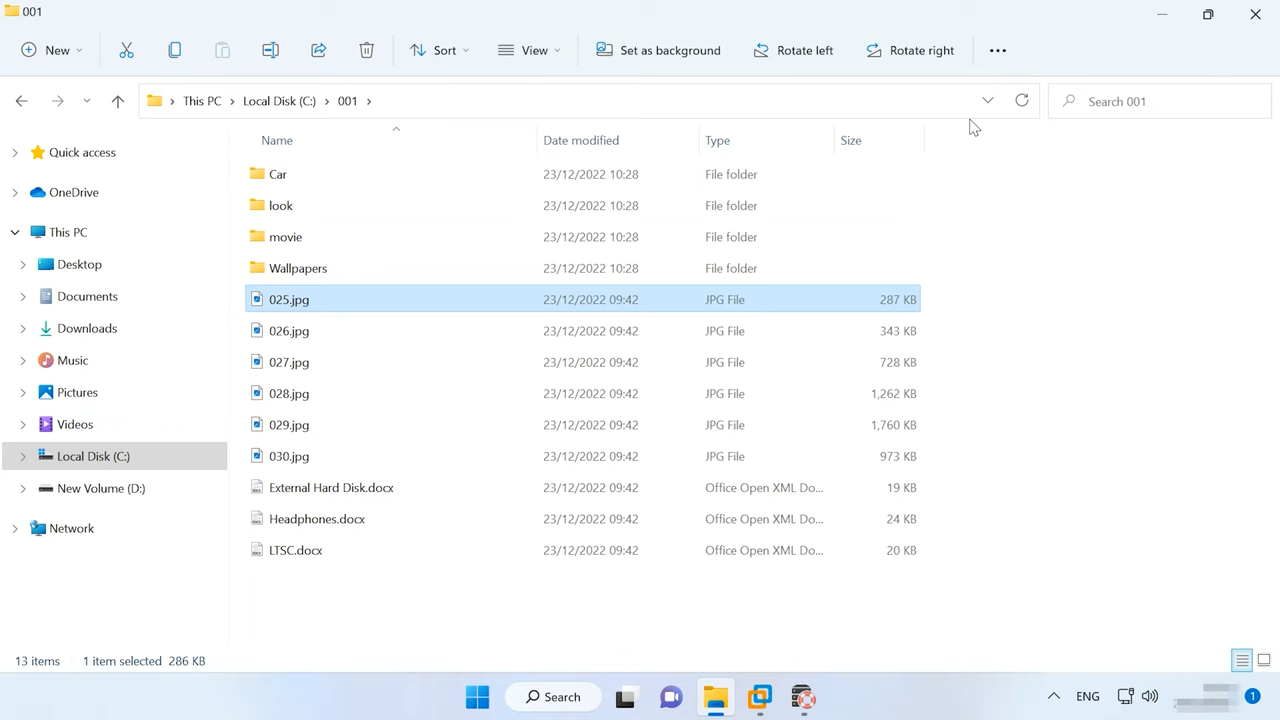 001
New Sort View Set as background Rotate left Rotate right
This PC Local Disk (C:) 001 Search 001
Name Date modified Type Size
Quick access
OneDrive
This PC
Desktop
Documents
Downloads
Music
Pictures
Videos
Local Disk (C:)
New Volume (D:)
Network
Car 23/12/2022 10:28 File folder
look 23/12/2022 10:28 File folder
movie 23/12/2022 10:28 File folder
Wallpapers 23/12/2022 10:28 File folder
025.jpg 23/12/2022 09:42 JPG File 287 KB
026.jpg 23/12/2022 09:42 JPG File 343 KB
027.jpg 23/12/2022 09:42 JPG File 728 KB
028.jpg 23/12/2022 09:42 JPG File 1,262 KB
029.jpg 23/12/2022 09:42 JPG File 1,760 KB
030.jpg 23/12/2022 09:42 JPG File 973 KB
External Hard Disk.docx 23/12/2022 09:42 Office Open XML Do... 19 KB
Headphones.docx 23/12/2022 09:42 Office Open XML Do... 24 KB
LTSC.docx 23/12/2022 09:42 Office Open XML Do... 20 KB
13 items 1 item selected 286 KB
Search ENG 1